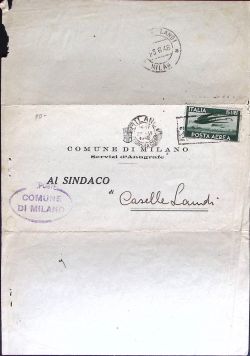 ITALIA
POSTA AEREA
MILANO
COMUNE DI MILANO
Servizi d'Anagrafe
Al SINDACO
di
Caselle Landi
COMUNE
DI MILANO